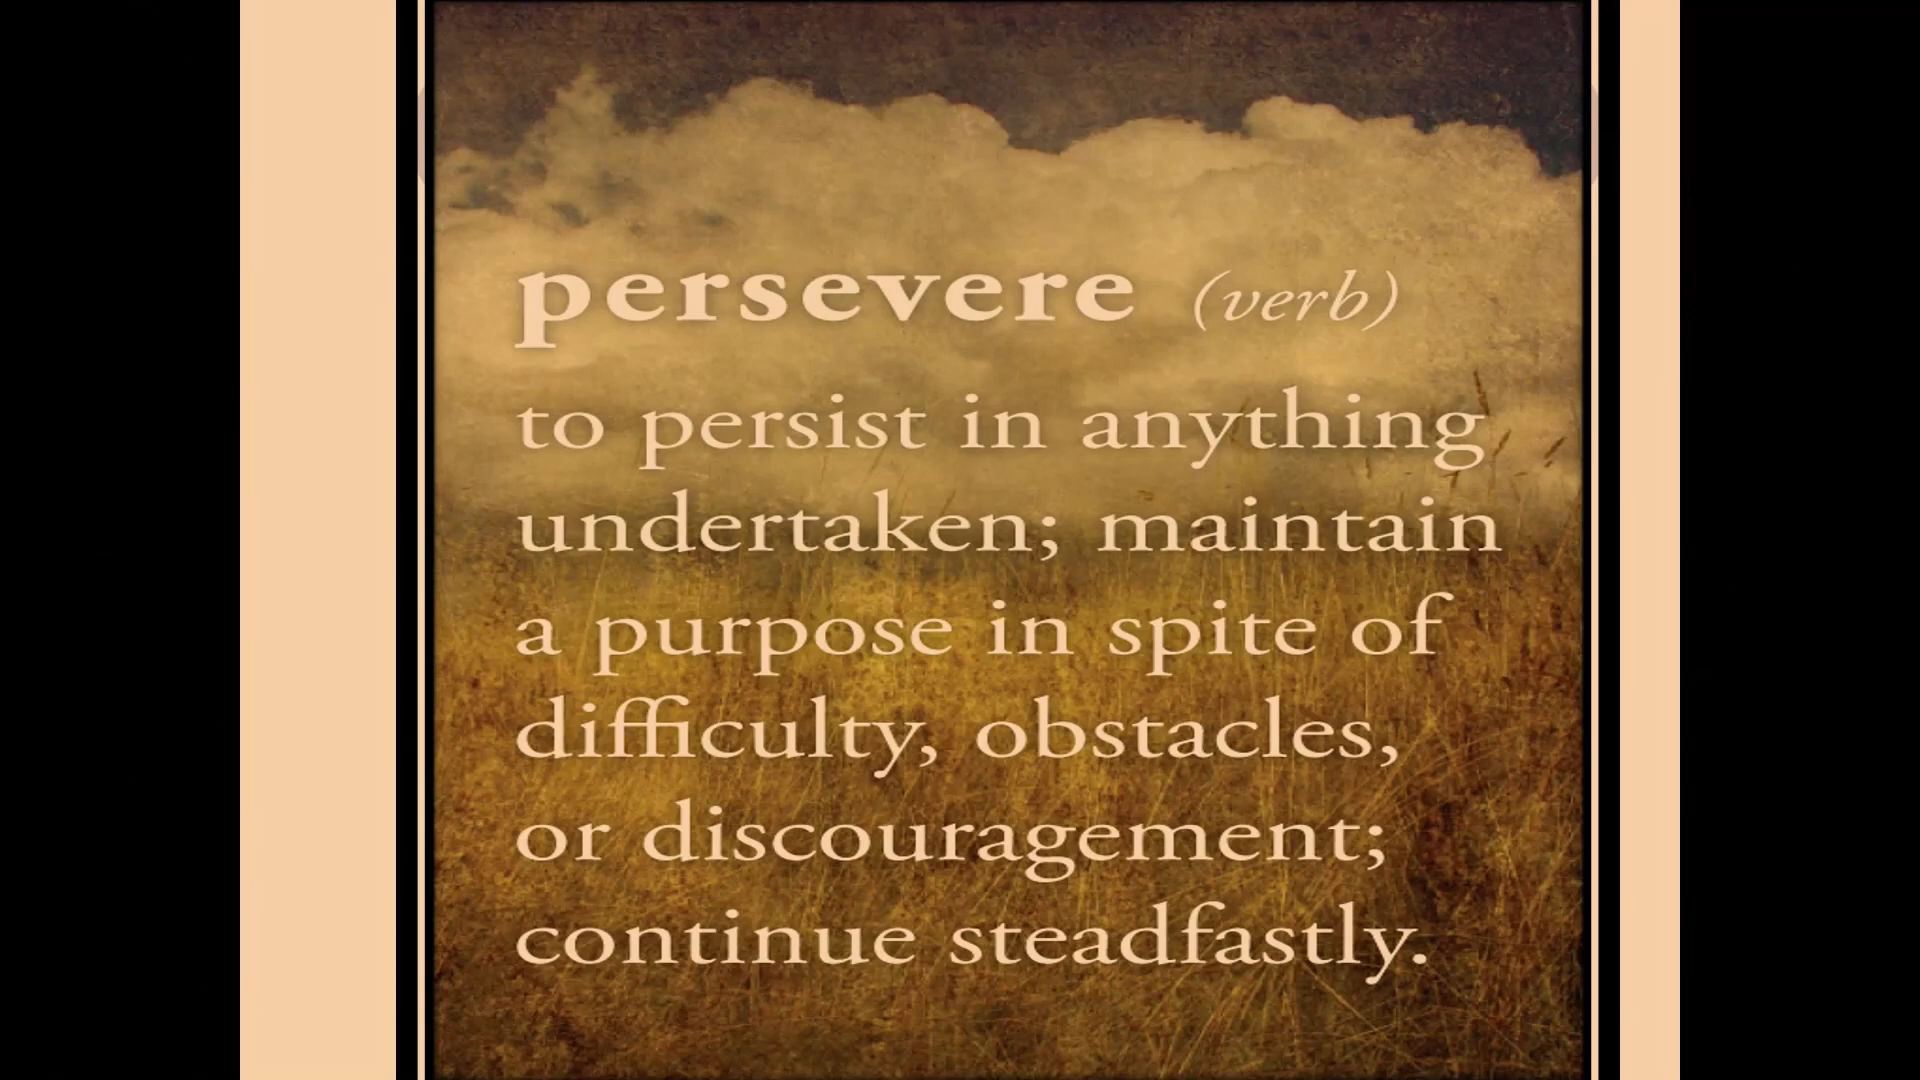 persevere (verb)
to persist in anything
undertaken; maintain
a purpose in spite of
difficulty, obstacles,
or discouragement;
continue steadfastly.